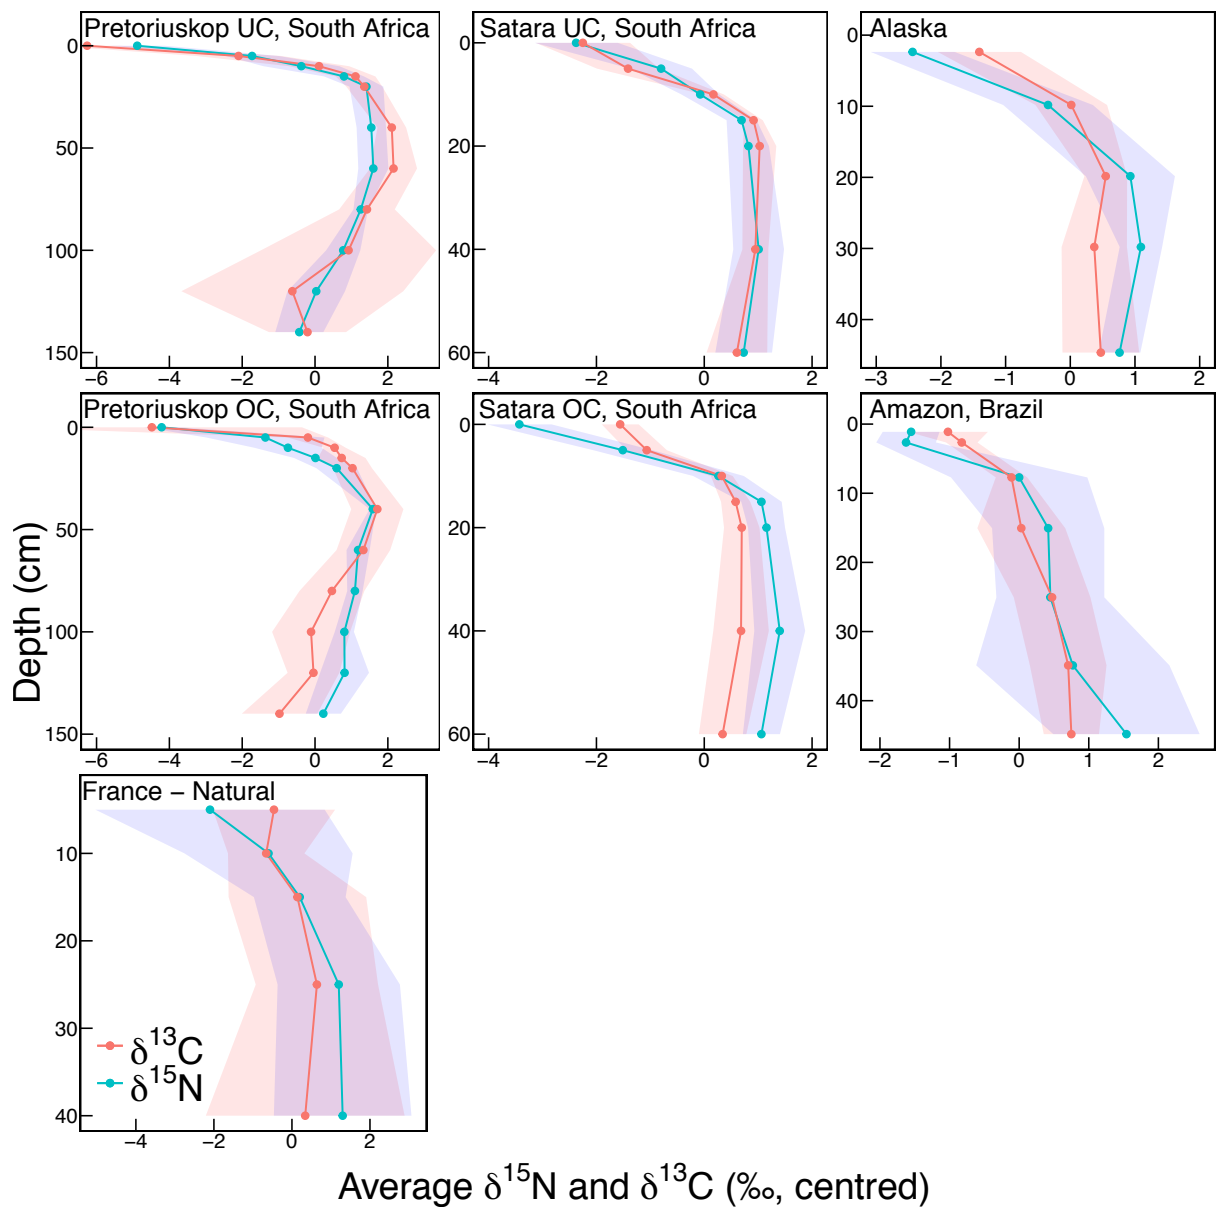 Pretoriuskop UC, South Africa
0
50
100
150
−6 −4 −2 0 2
Satara UC, South Africa
0
20
40
60
−4 −2 0 2
Alaska
0
10
20
30
40
−3 −2 −1 0 1 2
Pretoriuskop OC, South Africa
0
50
100
150
−6 −4 −2 0 2
Satara OC, South Africa
0
20
40
60
−4 −2 0 2
Amazon, Brazil
0
10
20
30
40
−2 −1 0 1 2
Depth (cm)
France − Natural
10
20
30
40
δ¹³C
δ¹⁵N
−4 −2 0 2
Average δ¹⁵N and δ¹³C (‰, centred)